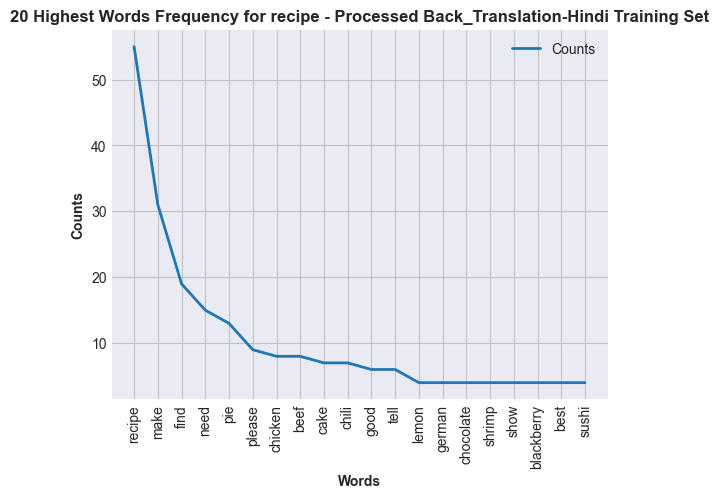 20 Highest Words Frequency for recipe - Processed Back_Translation-Hindi Training Set
Counts
50
40
30
20
10
Counts
recipe
make
find
need
pie
please
chicken
beef
cake
chili
good
tell
lemon
german
chocolate
shrimp
show
blackberry
best
sushi
Words